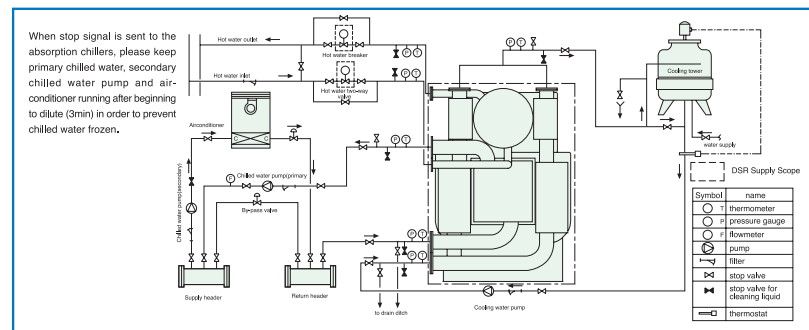 When stop signal is sent to the
absorption chillers, please keep
primary chilled water, secondary
chilled water pump and air-
conditioner running after beginning
to dilute (3min) in order to prevent
chilled water frozen.
Hot water outlet
Hot water breaker
Hot water inlet
Hot water two-way
valve
P T
P T
P T
Cooling tower
water supply
Airconditioner
C C
P T
F
Chilled water pump(primary)
Chilled water pump(secondary)
By-pass valve
P T
P T
Supply header
Return header
to drain ditch
Cooling water pump
DSR Supply Scope
Symbol name
T thermometer
P pressure gauge
F flowmeter
pump
filter
stop valve
stop valve for
cleaning liquid
thermostat